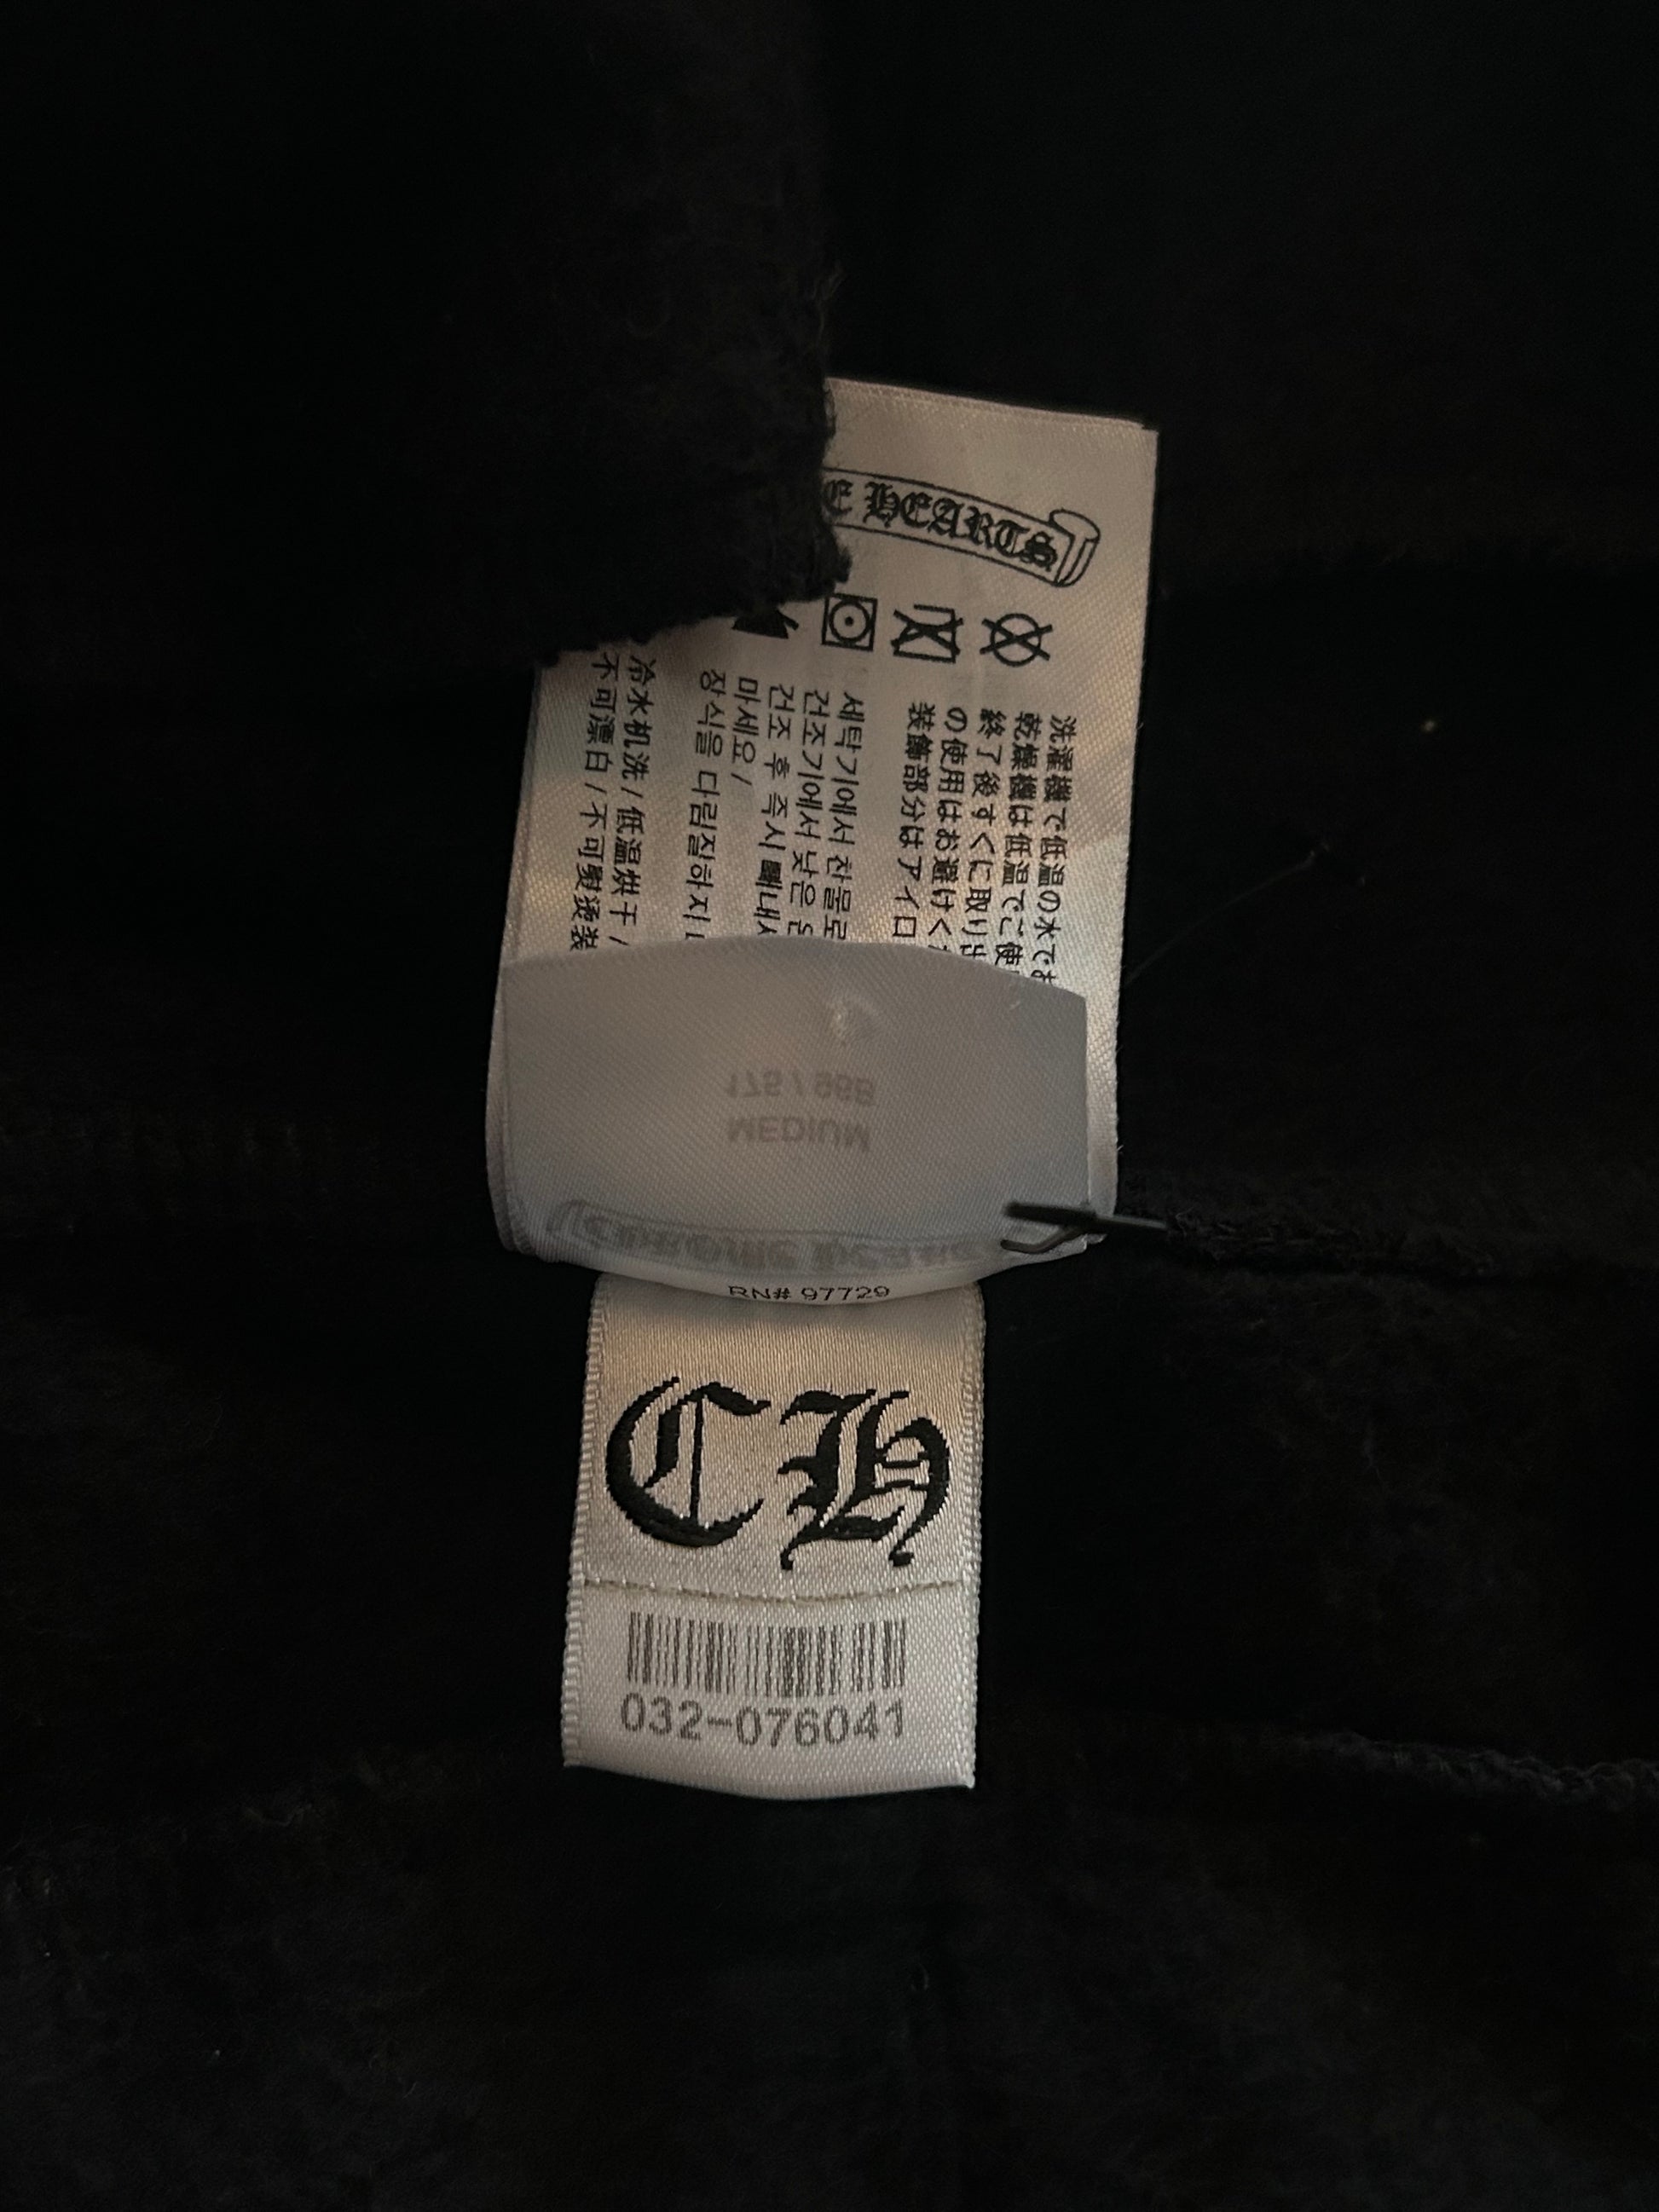 E HEARTS
洗濯機で低温の水で
乾燥機は低温でご使
終了後すぐに取り出
の使用はお避けく
装飾部分はアイロ
세탁기에서 찬물로
건조기에서 낮은
건조 후 즉시 빼내
마세요 /
장식을 다림질하지
冷水机洗 / 低温烘干 /
不可漂白 / 不可熨烫装
175 / 96B
MEDIUM
CHROME HEARTS
RN# 97729
CH
032-076041